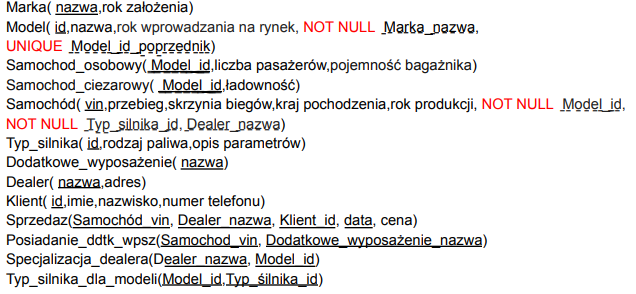 Marka( nazwa,rok założenia)
Model( id,nazwa,rok wprowadzania na rynek, NOT NULL Marka_nazwa,
UNIQUE Model_id_poprzednik)
Samochod_osobowy( Model_id,liczba pasażerów,pojemność bagażnika)
Samochod_ciezarowy( Model_id,ładowność)
Samochód( vin,przebieg,skrzynia biegów,kraj pochodzenia,rok produkcji, NOT NULL Model_id,
NOT NULL Typ_silnika_id, Dealer_nazwa)
Typ_silnika( id,rodzaj paliwa,opis parametrów)
Dodatkowe_wyposażenie( nazwa)
Dealer( nazwa,adres)
Klient( id,imie,nazwisko,numer telefonu)
Sprzedaz(Samochód_vin, Dealer_nazwa, Klient_id, data, cena)
Posiadanie_ddtk_wpsz(Samochod_vin, Dodatkowe_wyposażenie_nazwa)
Specjalizacja_dealera(Dealer_nazwa, Model_id)
Typ_silnika_dla_modeli(Model_id,Typ_śilnika_id)